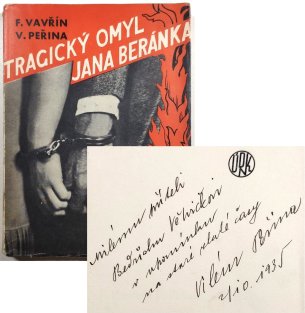 F. VAVŘÍN
V. PEŘINA
TRAGICKÝ OMYL
JANA BERÁNKA
ÚRK
milému příteli
Bedřichu
v upomínku
na staré zlaté časy
Vilém Peřina
2/10. 1935